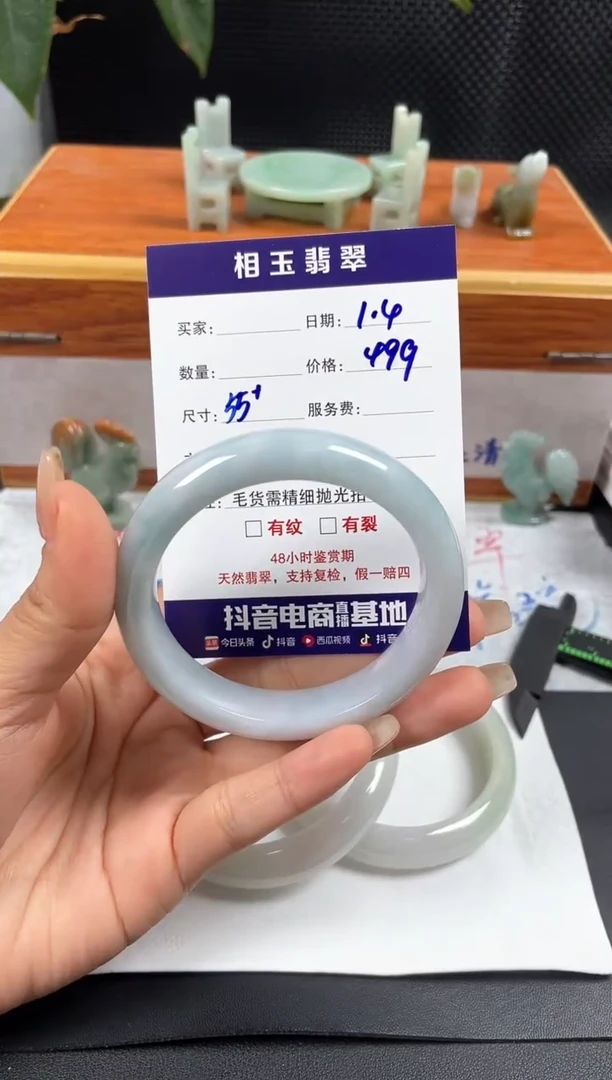 相玉翡翠
买家: 日期: 1.4
数量: 价格: 499
尺寸: 55+ 服务费:
毛货需精细抛光拍
□ 有纹 □ 有裂
48小时鉴赏期
天然翡翠，支持复检，假一赔四
抖音电商直播基地
今日头条 抖音 西瓜视频 抖音
清